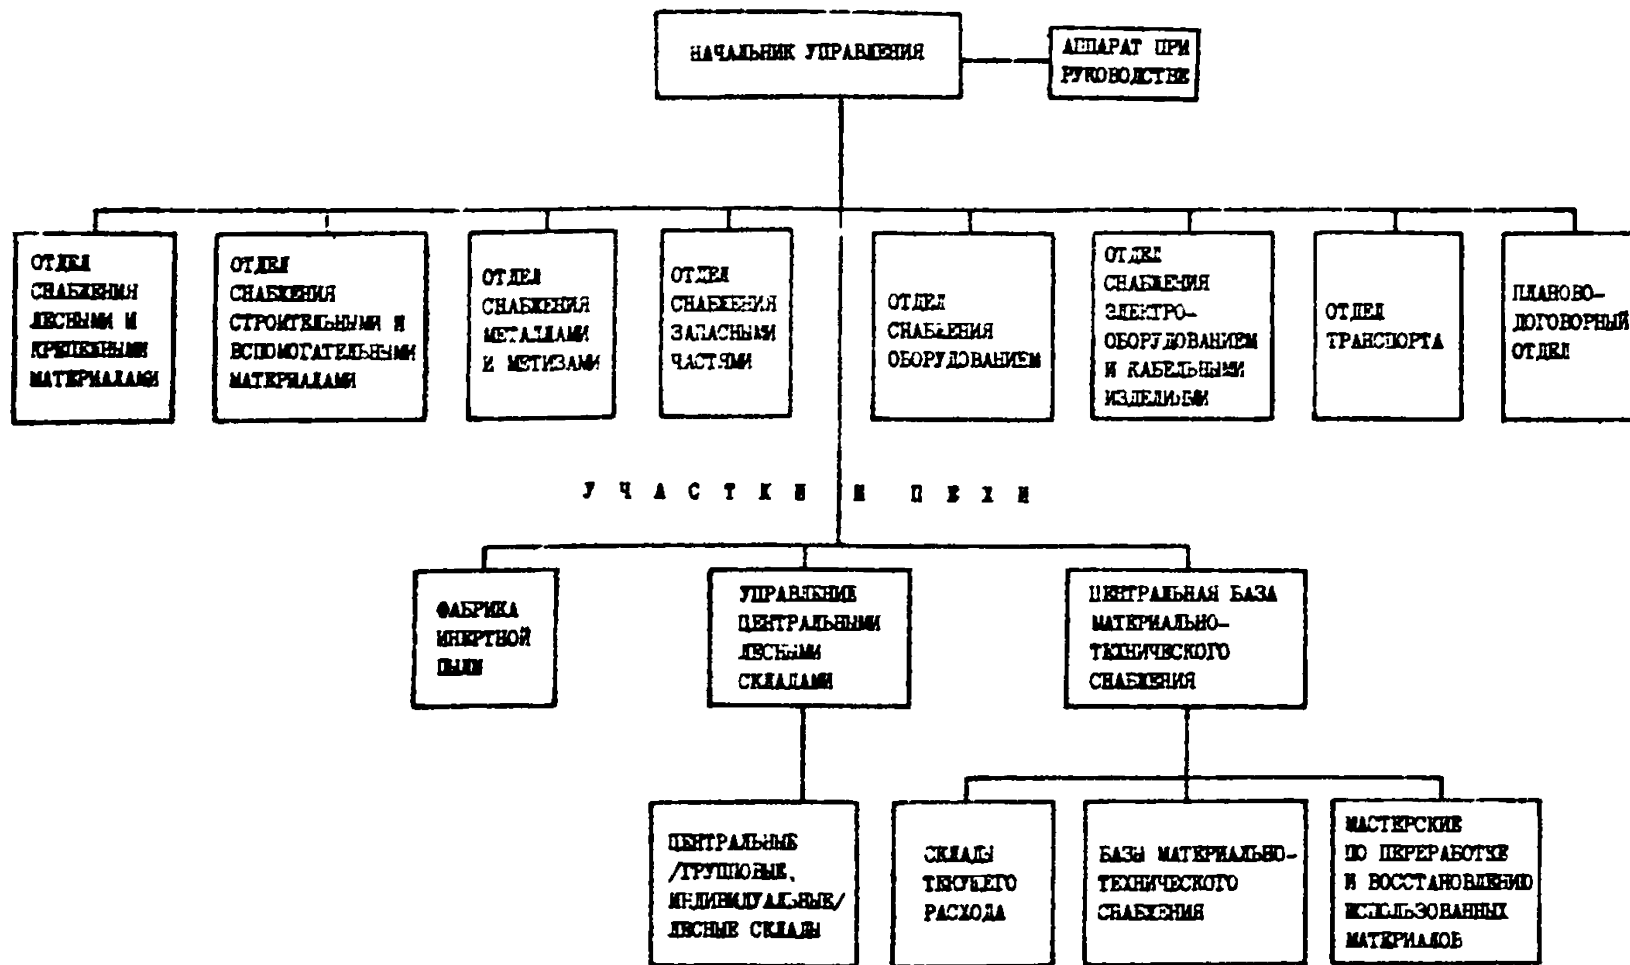 НАЧАЛЬНИК УПРАВЛЕНИЯ
АППАРАТ ПРИ
РУКОВОДСТВЕ
ОТДЕЛ
СНАБЖЕНИЯ
ЛЕСНЫМИ И
КРЕПЕЖНЫМИ
МАТЕРИАЛАМИ
ОТДЕЛ
СНАБЖЕНИЯ
СТРОИТЕЛЬНЫМИ И
ВСПОМОГАТЕЛЬНЫМИ
МАТЕРИАЛАМИ
ОТДЕЛ
СНАБЖЕНИЯ
МЕТАЛЛАМИ
И МЕТИЗАМИ
ОТДЕЛ
СНАБЖЕНИЯ
ЗАПАСНЫМИ
ЧАСТЯМИ
ОТДЕЛ
СНАБЖЕНИЯ
ОБОРУДОВАНИЕМ
ОТДЕЛ
СНАБЖЕНИЯ
ЭЛЕКТРО-
ОБОРУДОВАНИЕМ
И КАБЕЛЬНЫМИ
ИЗДЕЛИЯМИ
ОТДЕЛ
ТРАНСПОРТА
ПЛАНОВО-
ДОГОВОРНЫЙ
ОТДЕЛ
УЧАСТКИ И ЦЕХИ
ФАБРИКА
ИНЕРТНОЙ
ПЫЛИ
УПРАВЛЕНИЕ
ЦЕНТРАЛЬНЫМИ
ЛЕСНЫМИ
СКЛАДАМИ
ЦЕНТРАЛЬНАЯ БАЗА
МАТЕРИАЛЬНО-
ТЕХНИЧЕСКОГО
СНАБЖЕНИЯ
ЦЕНТРАЛЬНЫЕ
/ГРУППОВЫЕ,
ИНДИВИДУАЛЬНЫЕ/
ЛЕСНЫЕ СКЛАДЫ
СКЛАДЫ
ТЕКУЩЕГО
РАСХОДА
БАЗЫ МАТЕРИАЛЬНО-
ТЕХНИЧЕСКОГО
СНАБЖЕНИЯ
МАСТЕРСКИЕ
ПО ПЕРЕРАБОТКЕ
И ВОССТАНОВЛЕНИЮ
ИСПОЛЬЗОВАННЫХ
МАТЕРИАЛОВ